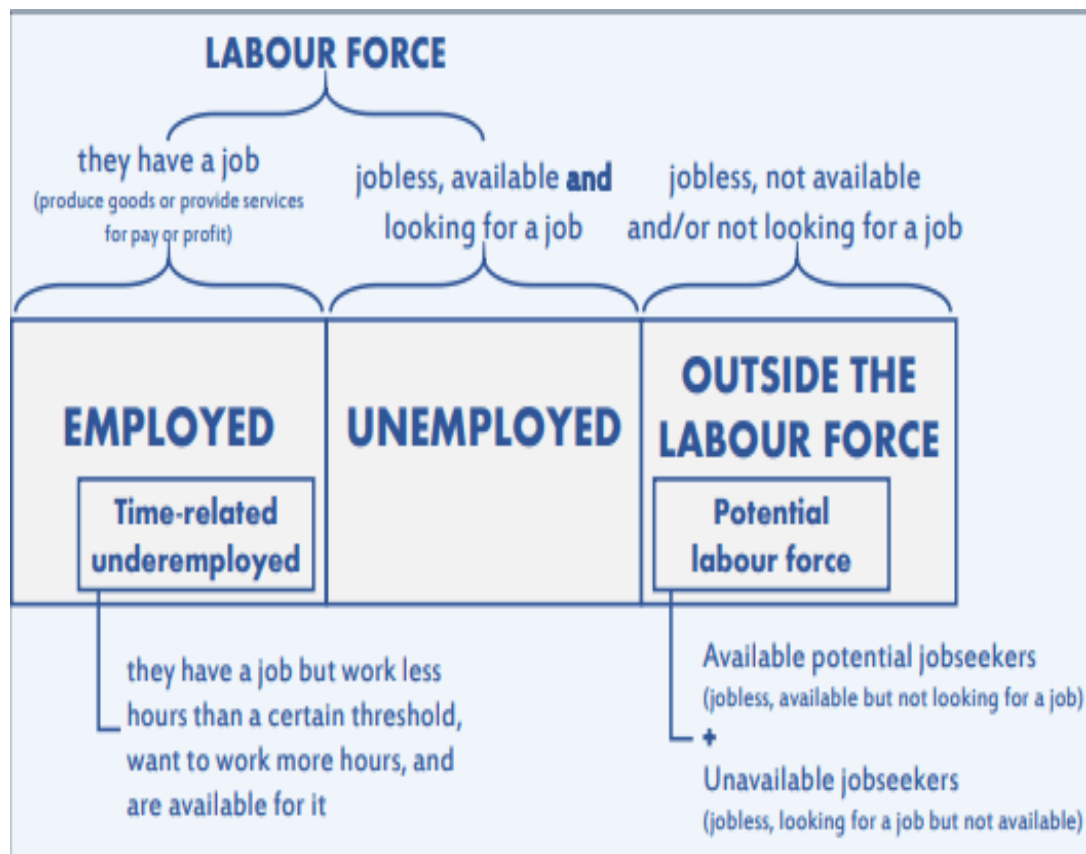 LABOUR FORCE
they have a job
(produce goods or provide services
for pay or profit)
jobless, available and
looking for a job
jobless, not available
and/or not looking for a job
EMPLOYED
Time-related
underemployed
UNEMPLOYED
OUTSIDE THE
LABOUR FORCE
Potential
labour force
they have a job but work less
hours than a certain threshold,
want to work more hours, and
are available for it
Available potential jobseekers
(jobless, available but not looking for a job)
+
Unavailable jobseekers
(jobless, looking for a job but not available)